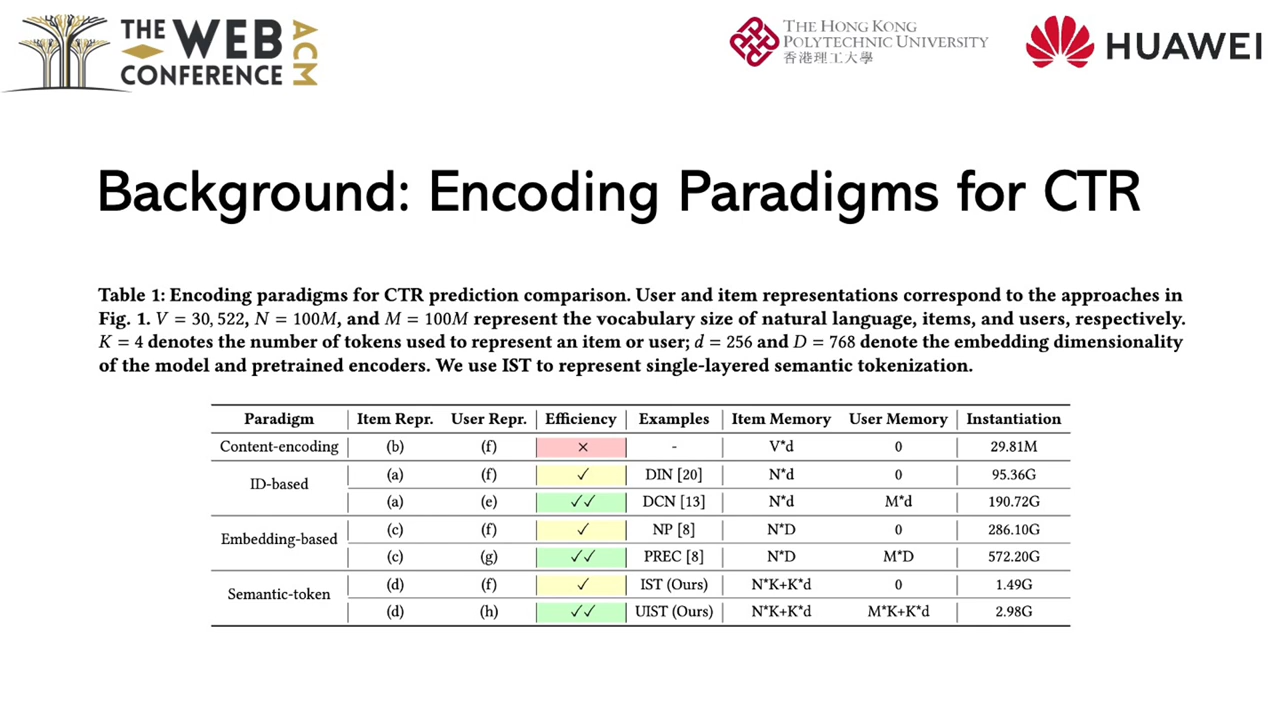 THE WEB CONFERENCE ACM
THE HONG KONG
POLYTECHNIC UNIVERSITY
香港理工大學
HUAWEI
Background: Encoding Paradigms for CTR
Table 1: Encoding paradigms for CTR prediction comparison. User and item representations correspond to the approaches in
Fig. 1. V = 30, 522, N = 100M, and M = 100M represent the vocabulary size of natural language, items, and users, respectively.
K = 4 denotes the number of tokens used to represent an item or user; d = 256 and D = 768 denote the embedding dimensionality
of the model and pretrained encoders. We use IST to represent single-layered semantic tokenization.
Paradigm Item Repr. User Repr. Efficiency Examples Item Memory User Memory Instantiation
Content-encoding (b) (f) × - V*d 0 29.81M
ID-based (a) (f) ✓ DIN [20] N*d 0 95.36G
(a) (e) ✓✓ DCN [13] N*d M*d 190.72G
Embedding-based (c) (f) ✓ NP [8] N*D 0 286.10G
(c) (g) ✓✓ PREC [8] N*D M*D 572.20G
Semantic-token (d) (f) ✓ IST (Ours) N*K+K*d 0 1.49G
(d) (h) ✓✓ UIST (Ours) N*K+K*d M*K+K*d 2.98G